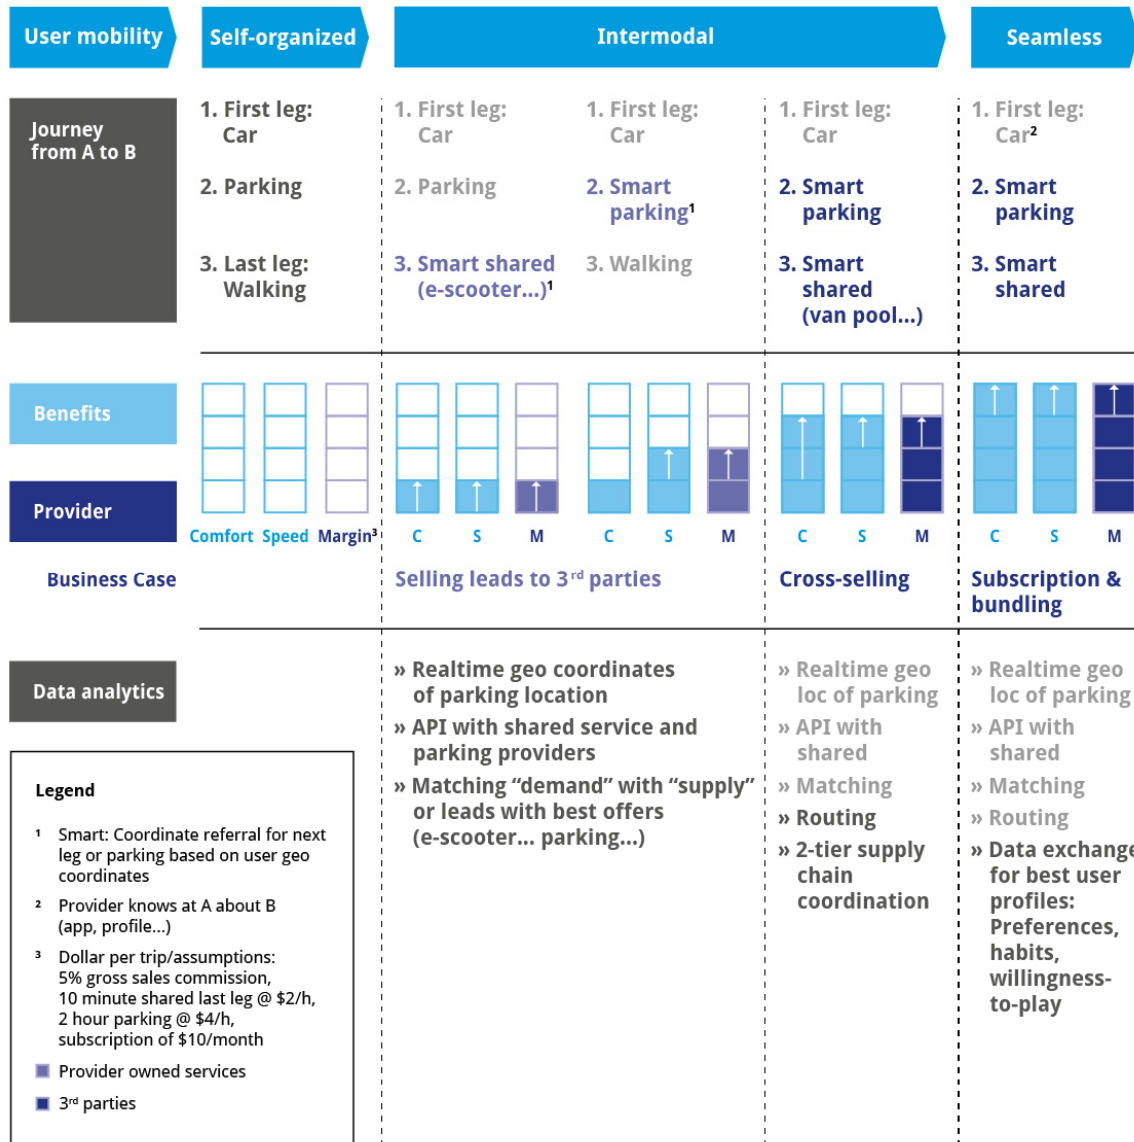 User mobility
Self-organized
Intermodal
Seamless
Journey
from A to B
1. First leg:
Car
2. Parking
3. Last leg:
Walking
1. First leg:
Car
2. Parking
3. Smart shared
(e-scooter...)¹
1. First leg:
Car
2. Smart
parking¹
3. Walking
1. First leg:
Car
2. Smart
parking
3. Smart
shared
(van pool...)
1. First leg:
Car²
2. Smart
parking
3. Smart
shared
Benefits
Provider
Comfort Speed Margin³
C S M
C S M
C S M
C S M
Business Case
Selling leads to 3rd parties
Cross-selling
Subscription &
bundling
Data analytics
» Realtime geo coordinates
of parking location
» API with shared service and
parking providers
» Matching “demand” with “supply”
or leads with best offers
(e-scooter... parking...)
» Realtime geo
loc of parking
» API with
shared
» Matching
» Routing
» 2-tier supply
chain
coordination
» Realtime geo
loc of parking
» API with
shared
» Matching
» Routing
» Data exchange
for best user
profiles:
Preferences,
habits,
willingness-
to-play
Legend
¹ Smart: Coordinate referral for next
leg or parking based on user geo
coordinates
² Provider knows at A about B
(app, profile...)
³ Dollar per trip/assumptions:
5% gross sales commission,
10 minute shared last leg @ $2/h,
2 hour parking @ $4/h,
subscription of $10/month
Provider owned services
3rd parties